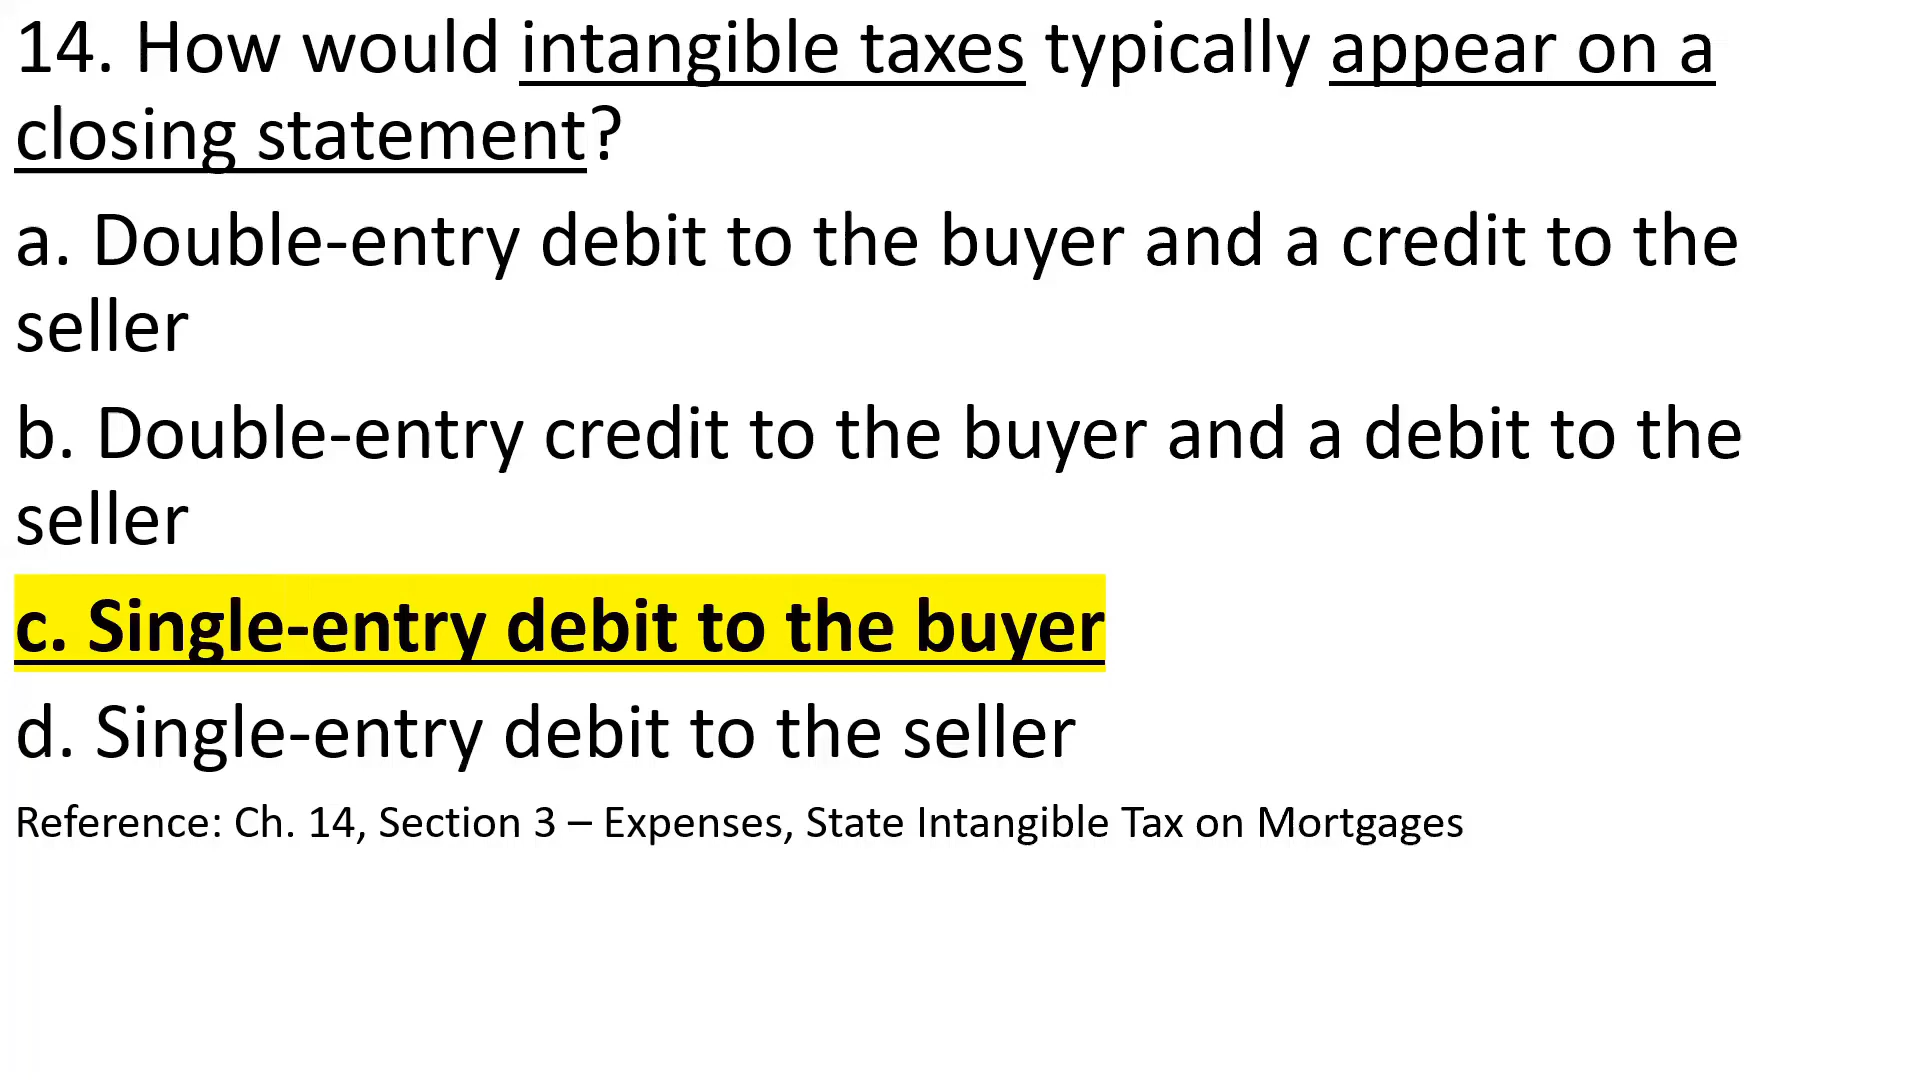 14. How would intangible taxes typically appear on a
closing statement?
a. Double-entry debit to the buyer and a credit to the
seller
b. Double-entry credit to the buyer and a debit to the
seller
c. Single-entry debit to the buyer
d. Single-entry debit to the seller
Reference: Ch. 14, Section 3 – Expenses, State Intangible Tax on Mortgages